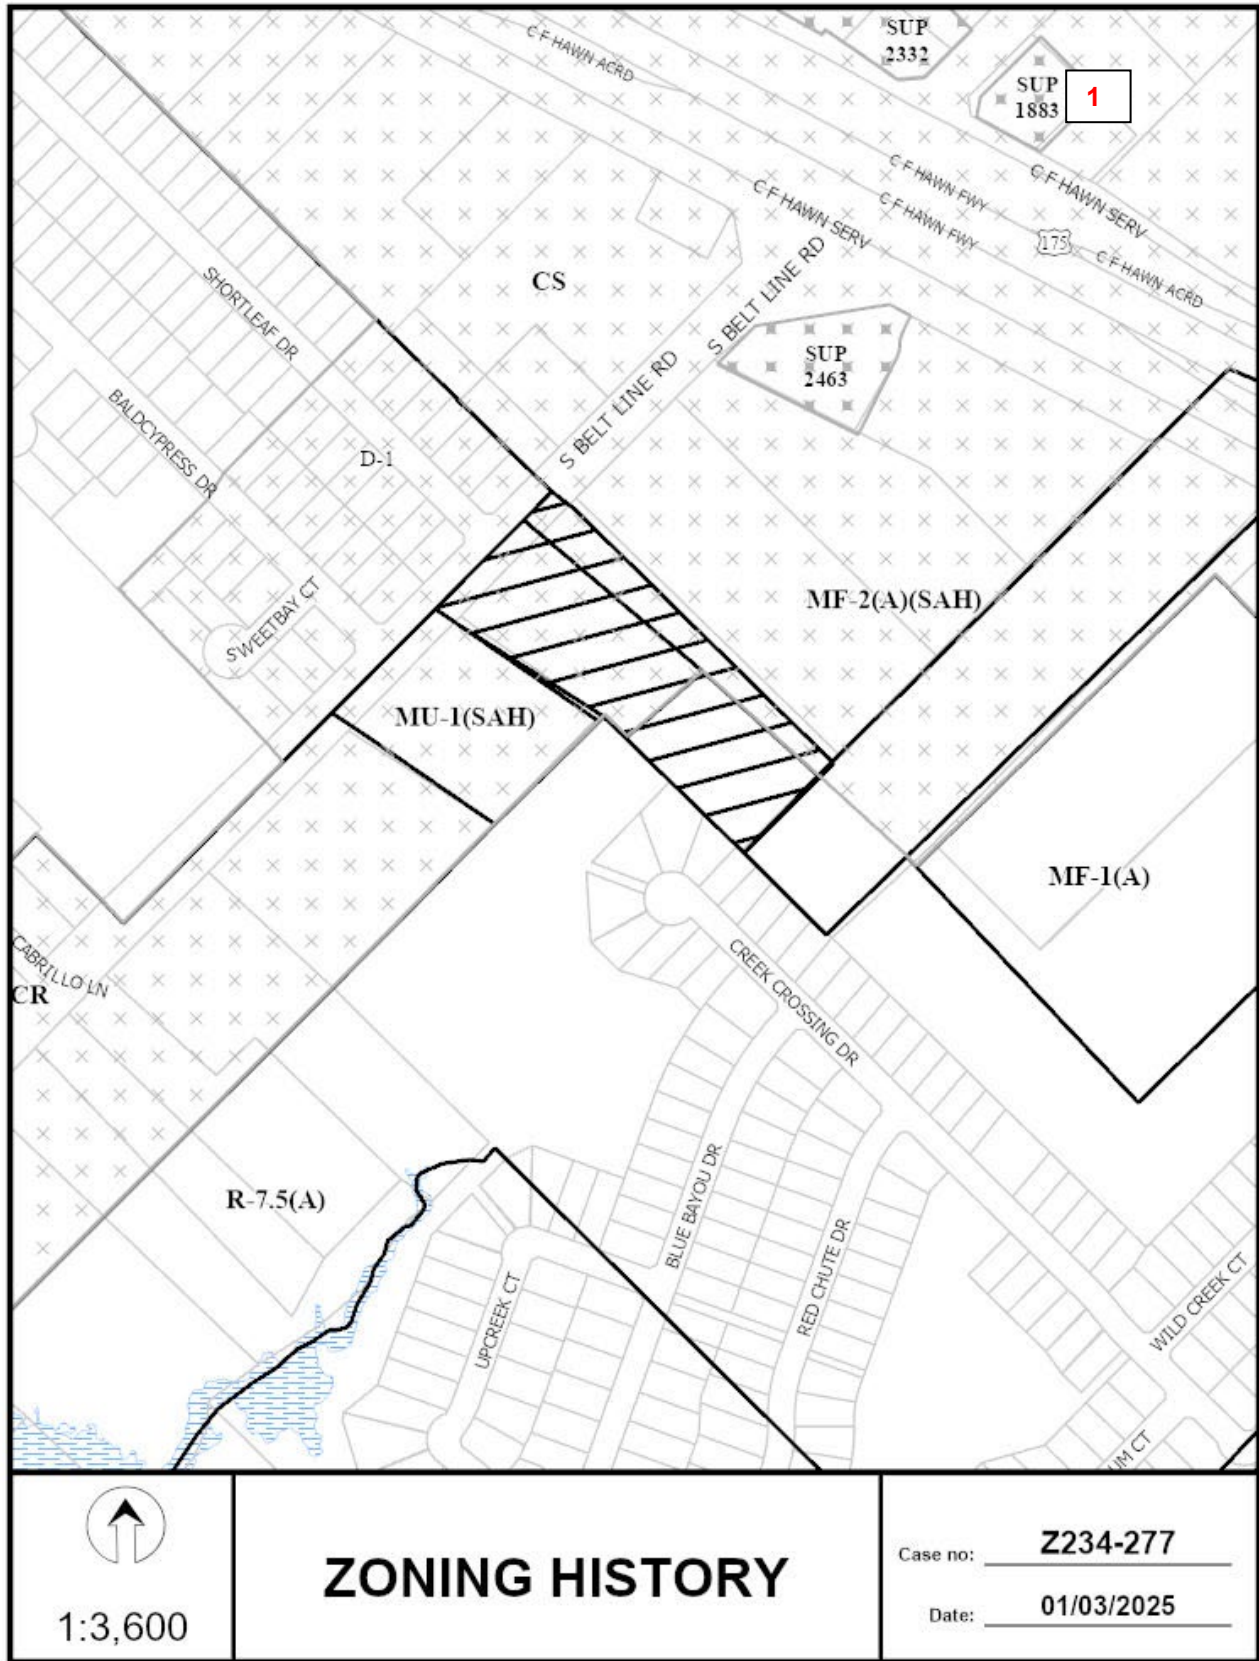 SUP
2332
C F HAWN ACRD
SUP
1883
1
C F HAWN FWY
C F HAWN SERV
C F HAWN SERV
C F HAWN FWY
175
C F HAWN ACRD
S BELT LINE RD
CS
SHORTLEAF DR
SUP
2463
S BELT LINE RD
BALDCYPRESS DR
D-1
SWEETBAY CT
MF-2(A)(SAH)
MU-1(SAH)
MF-1(A)
CABRILLO LN
CR
CREEK CROSSING DR
R-7.5(A)
BLUE BAYOU DR
RED CHUTE DR
UPCREEK CT
WILD CREEK CT
UM CT
1:3,600
ZONING HISTORY
Case no: Z234-277
Date: 01/03/2025